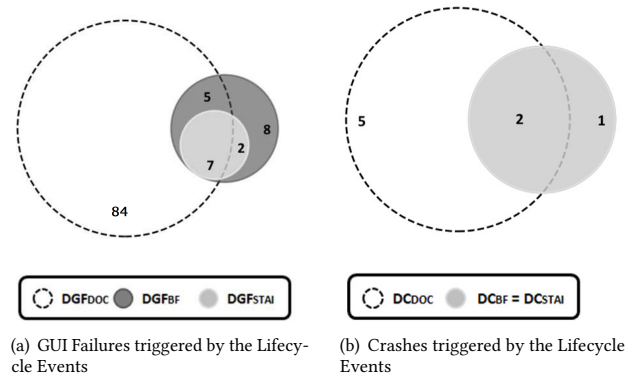 5
8
2
7
84
5
2
1
DGFDOC DGFBF DGFSTAI
DCDOC DCBF = DCSTAI
(a) GUI Failures triggered by the Lifecy-
cle Events
(b) Crashes triggered by the Lifecycle
Events